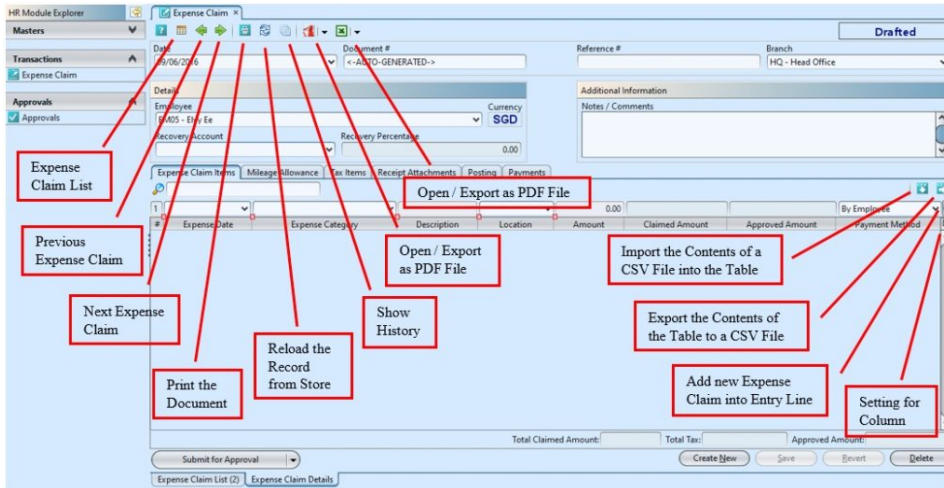 HR Module Explorer
Expense Claim ×
Masters
Drafted
Date
Document #
Reference #
Branch
Transactions
09/06/2016
<-AUTO-GENERATED->
HQ - Head Office
Expense Claim
Details
Additional Information
Employee
Currency
Notes / Comments
Approvals
SGD
Approvals
Recovery Account
Recovery Percentage
0.00
Expense Claim Items
Mileage Allowance
Tax Items
Receipt Attachments
Posting
Payments
Expense
Claim List
Open / Export as PDF File
1
0.00
By Employee
#
Expense Date
Expense Category
Description
Location
Amount
Claimed Amount
Approved Amount
Payment Method
Previous
Expense Claim
Open / Export
as PDF File
Import the Contents of a
CSV File into the Table
Next Expense
Claim
Show
History
Export the Contents of
the Table to a CSV File
Reload the
Record
from Store
Print the
Document
Add new Expense
Claim into Entry Line
Setting for
Column
Total Claimed Amount:
Total Tax:
Approved Amount:
Submit for Approval
Create New
Save
Revert
Delete
Expense Claim List (2)
Expense Claim Details